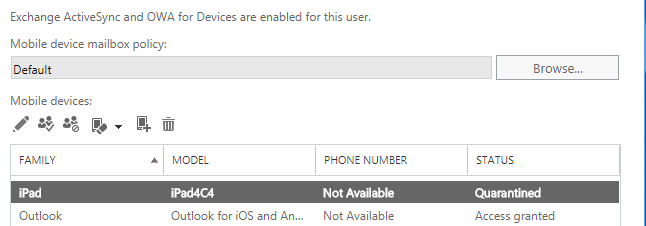 Exchange ActiveSync and OWA for Devices are enabled for this user.
Mobile device mailbox policy:
Default Browse...
Mobile devices:
FAMILY MODEL PHONE NUMBER STATUS
iPad iPad4C4 Not Available Quarantined
Outlook Outlook for iOS and An... Not Available Access granted